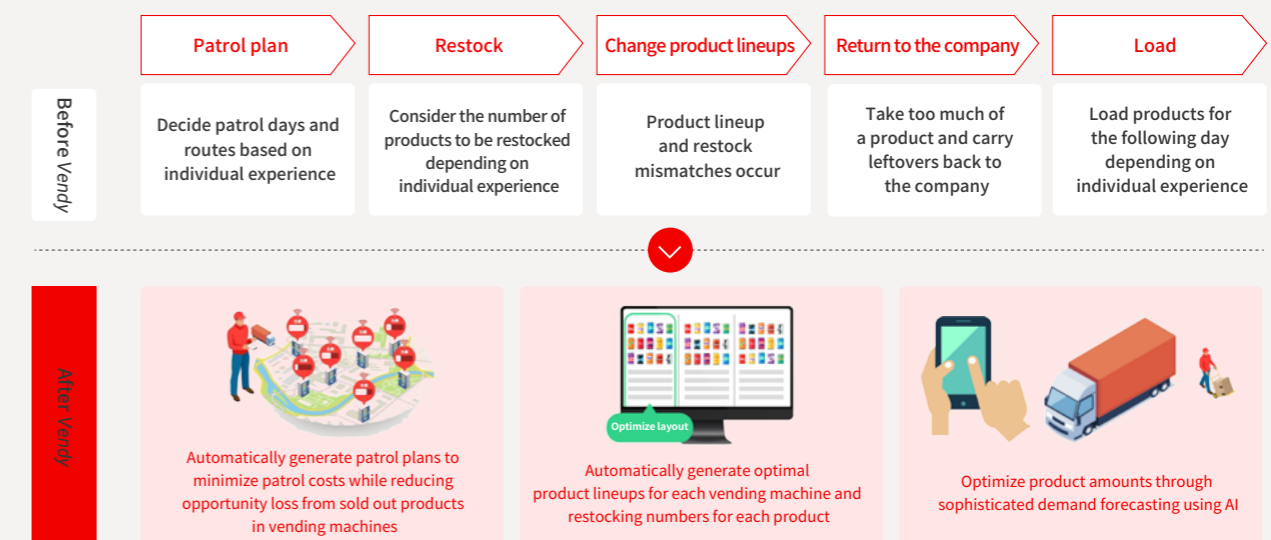 Patrol plan
Restock
Change product lineups
Return to the company
Load
Before Vendy
Decide patrol days and
routes based on
individual experience
Consider the number of
products to be restocked
depending on
individual experience
Product lineup
and restock
mismatches occur
Take too much of
a product and carry
leftovers back to
the company
Load products for
the following day
depending on
individual experience
After Vendy
Automatically generate patrol plans to
minimize patrol costs while reducing
opportunity loss from sold out products
in vending machines
Optimize layout
Automatically generate optimal
product lineups for each vending machine and
restocking numbers for each product
Optimize product amounts through
sophisticated demand forecasting using AI